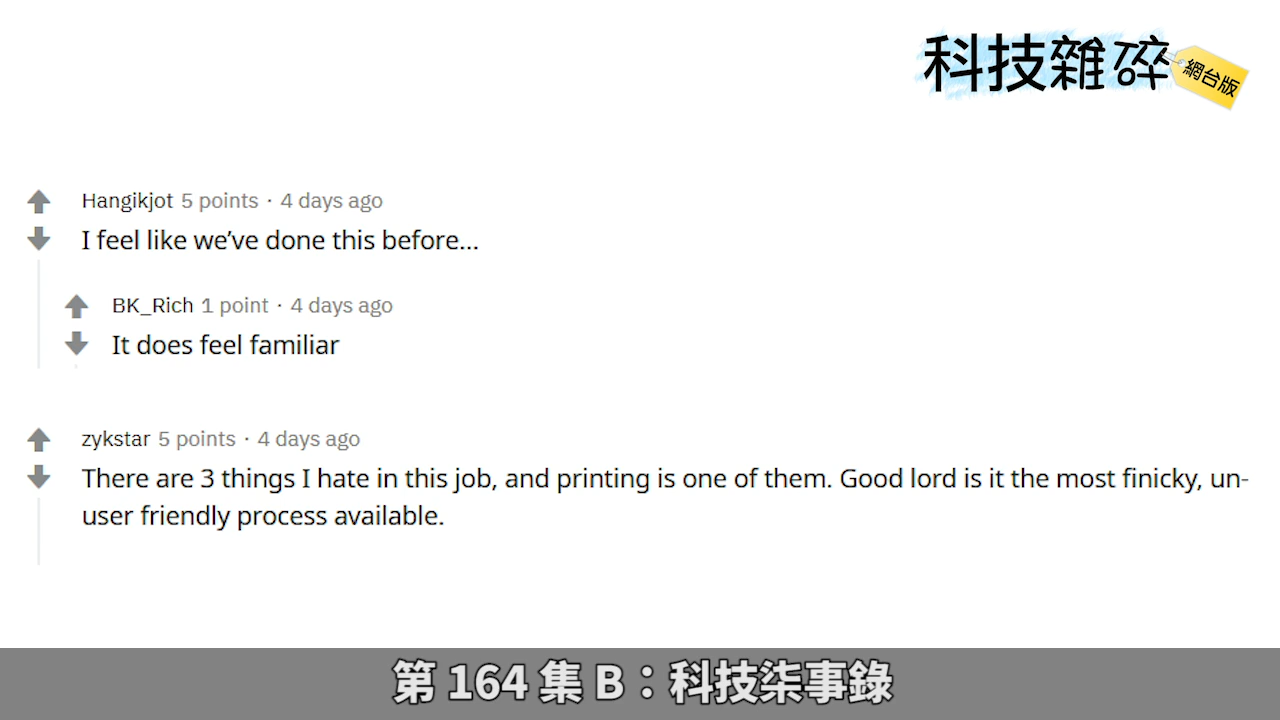 科技雜碎
網台版
Hangikjot 5 points · 4 days ago
I feel like we’ve done this before...
BK_Rich 1 point · 4 days ago
It does feel familiar
zykstar 5 points · 4 days ago
There are 3 things I hate in this job, and printing is one of them. Good lord is it the most finicky, un-
user friendly process available.
第 164 集 B：科技柒事錄